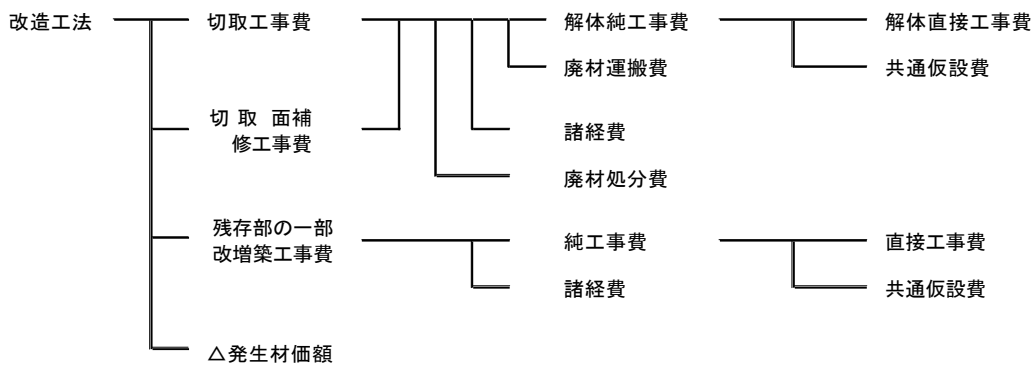 改造工法 切取工事費 解体純工事費 解体直接工事費
廃材運搬費 共通仮設費
切取 面補
修工事費
諸経費
廃材処分費
残存部の一部
改増築工事費
純工事費 直接工事費
諸経費 共通仮設費
△発生材価額